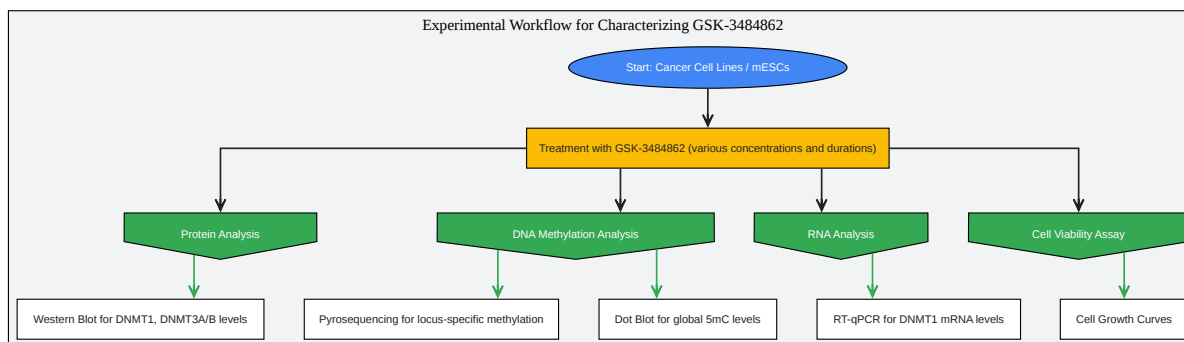 Experimental Workflow for Characterizing GSK-3484862
Start: Cancer Cell Lines / mESCs
Treatment with GSK-3484862 (various concentrations and durations)
Protein Analysis
DNA Methylation Analysis
RNA Analysis
Cell Viability Assay
Western Blot for DNMT1, DNMT3A/B levels
Pyrosequencing for locus-specific methylation
Dot Blot for global 5mC levels
RT-qPCR for DNMT1 mRNA levels
Cell Growth Curves